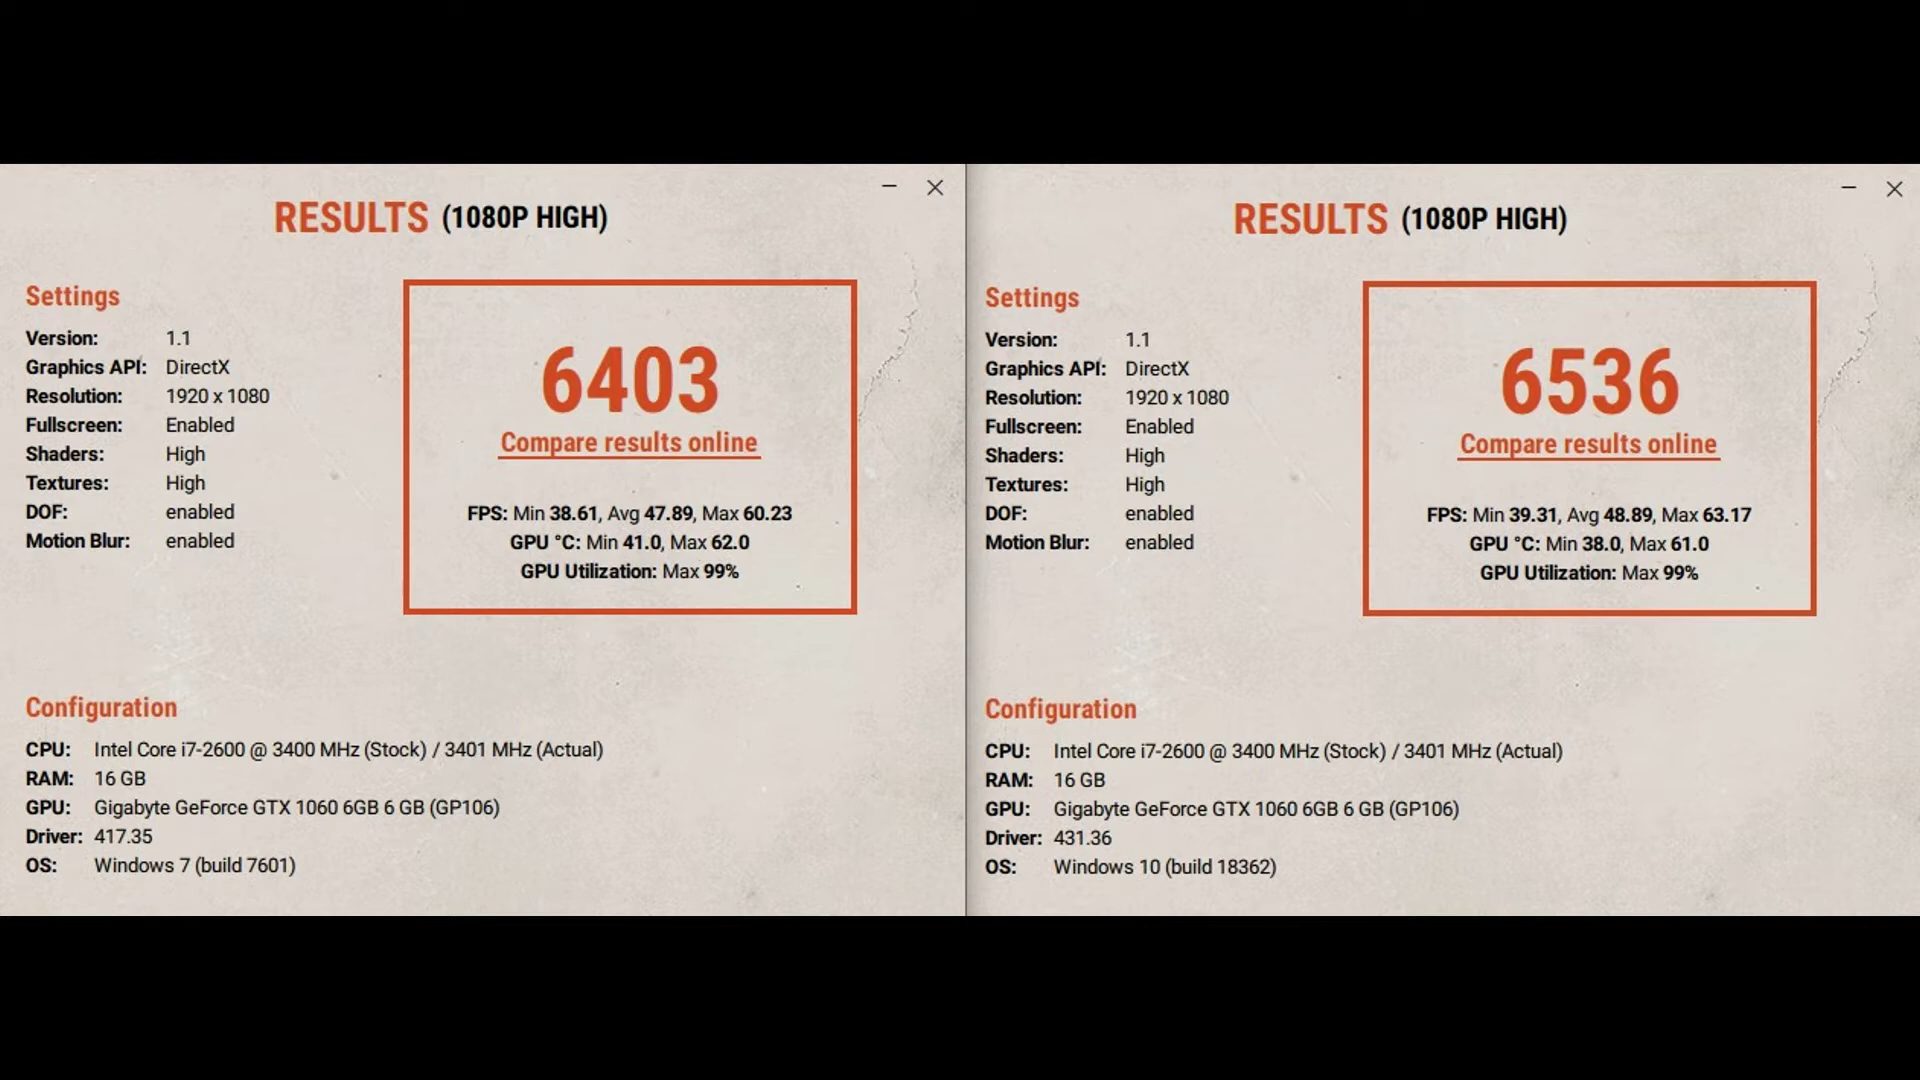 RESULTS (1080P HIGH)
Settings
Version: 1.1
Graphics API: DirectX
Resolution: 1920 x 1080
Fullscreen: Enabled
Shaders: High
Textures: High
DOF: enabled
Motion Blur: enabled
6403
Compare results online
FPS: Min 38.61, Avg 47.89, Max 60.23
GPU °C: Min 41.0, Max 62.0
GPU Utilization: Max 99%
Configuration
CPU: Intel Core i7-2600 @ 3400 MHz (Stock) / 3401 MHz (Actual)
RAM: 16 GB
GPU: Gigabyte GeForce GTX 1060 6GB 6 GB (GP106)
Driver: 417.35
OS: Windows 7 (build 7601)
RESULTS (1080P HIGH)
Settings
Version: 1.1
Graphics API: DirectX
Resolution: 1920 x 1080
Fullscreen: Enabled
Shaders: High
Textures: High
DOF: enabled
Motion Blur: enabled
6536
Compare results online
FPS: Min 39.31, Avg 48.89, Max 63.17
GPU °C: Min 38.0, Max 61.0
GPU Utilization: Max 99%
Configuration
CPU: Intel Core i7-2600 @ 3400 MHz (Stock) / 3401 MHz (Actual)
RAM: 16 GB
GPU: Gigabyte GeForce GTX 1060 6GB 6 GB (GP106)
Driver: 431.36
OS: Windows 10 (build 18362)